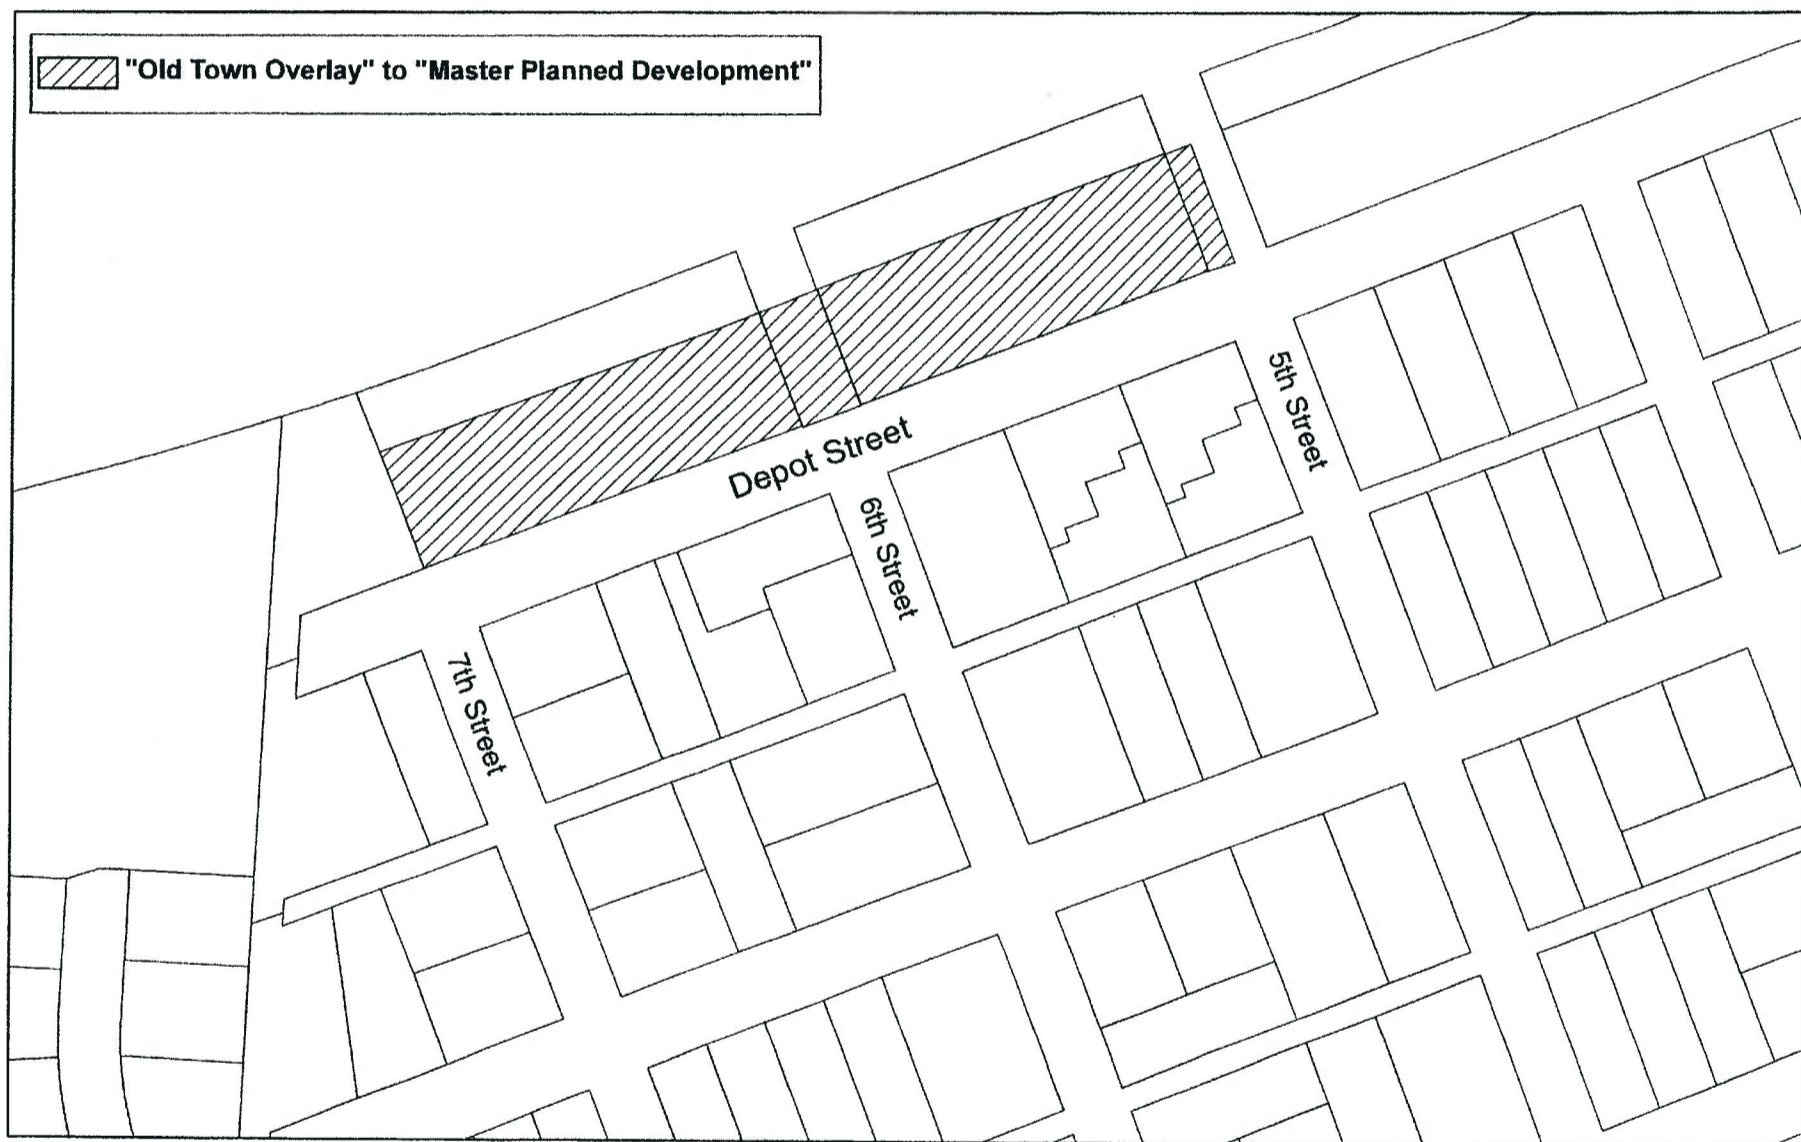 "Old Town Overlay" to "Master Planned Development"
Depot Street
5th Street
6th Street
7th Street